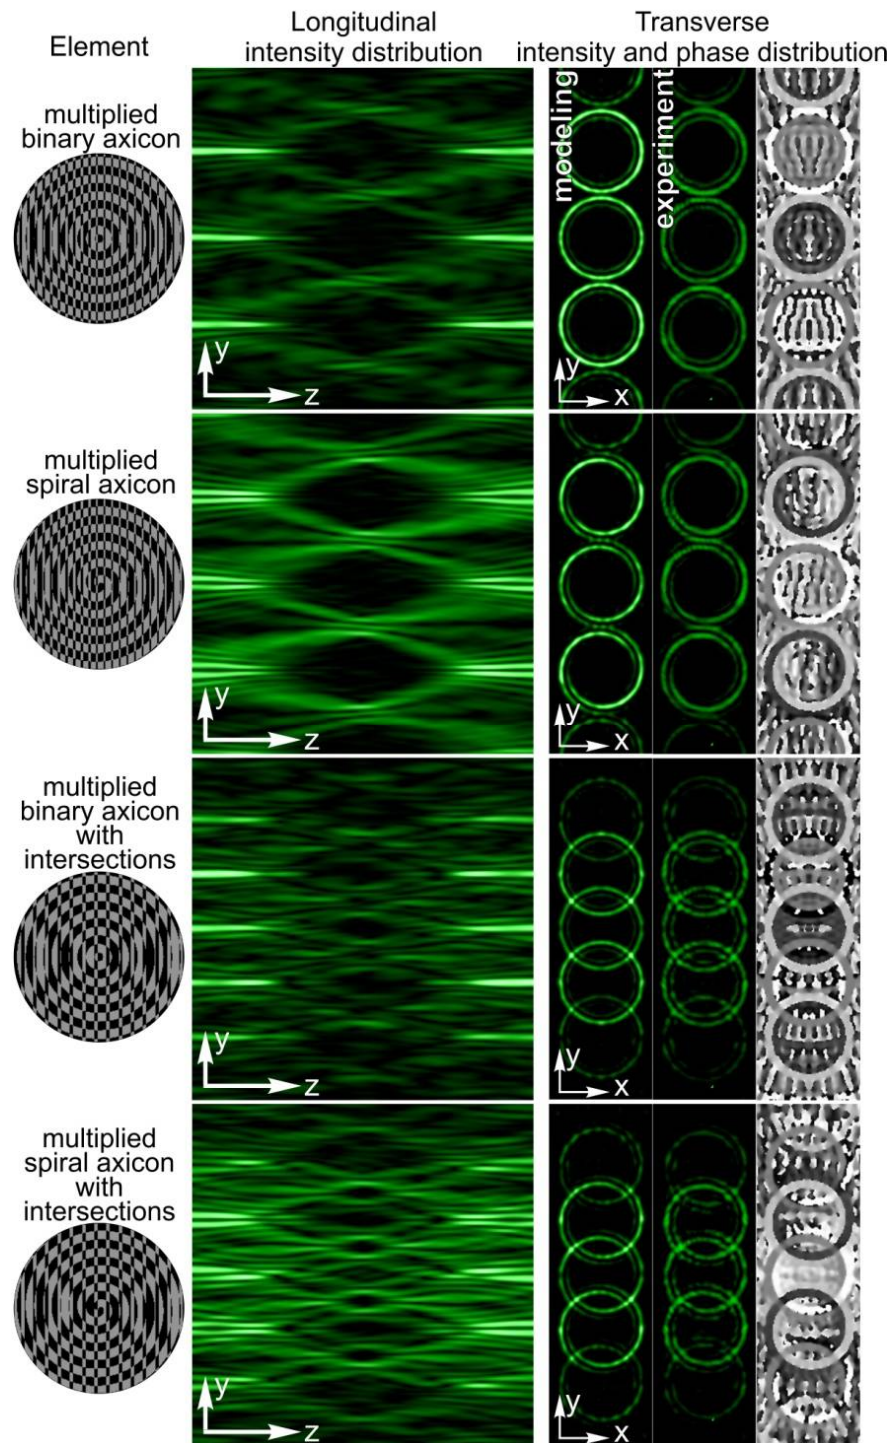 Element
Longitudinal
intensity distribution
Transverse
intensity and phase distribution
multiplied
binary axicon
y
z
modeling
experiment
y
x
multiplied
spiral axicon
y
z
y
x
multiplied
binary axicon
with
intersections
y
z
y
x
multiplied
spiral axicon
with
intersections
y
z
y
x